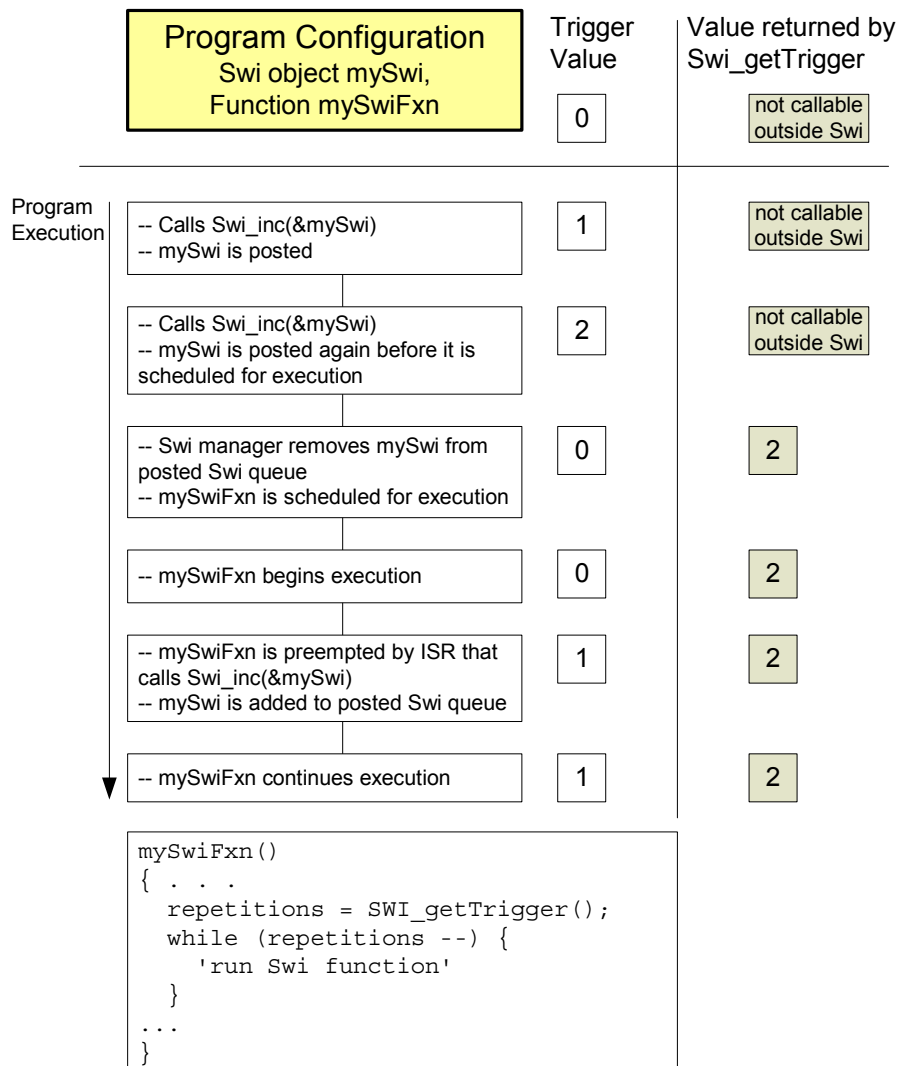 Program Configuration
Swi object mySwi,
Function mySwiFxn
Trigger
Value
Value returned by
Swi_getTrigger
0
not callable
outside Swi
Program
Execution
-- Calls Swi_inc(&mySwi)
-- mySwi is posted
1
not callable
outside Swi
-- Calls Swi_inc(&mySwi)
-- mySwi is posted again before it is
scheduled for execution
2
not callable
outside Swi
-- Swi manager removes mySwi from
posted Swi queue
-- mySwiFxn is scheduled for execution
0
2
-- mySwiFxn begins execution
0
2
-- mySwiFxn is preempted by ISR that
calls Swi_inc(&mySwi)
-- mySwi is added to posted Swi queue
1
2
-- mySwiFxn continues execution
1
2
mySwiFxn()
{ . . .
repetitions = SWI_getTrigger();
while (repetitions --) {
'run Swi function'
}
...
}